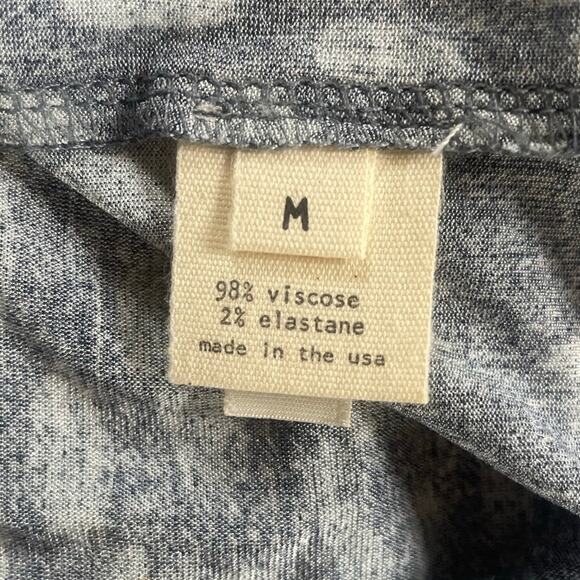 M
98% viscose
2% elastane
made in the usa